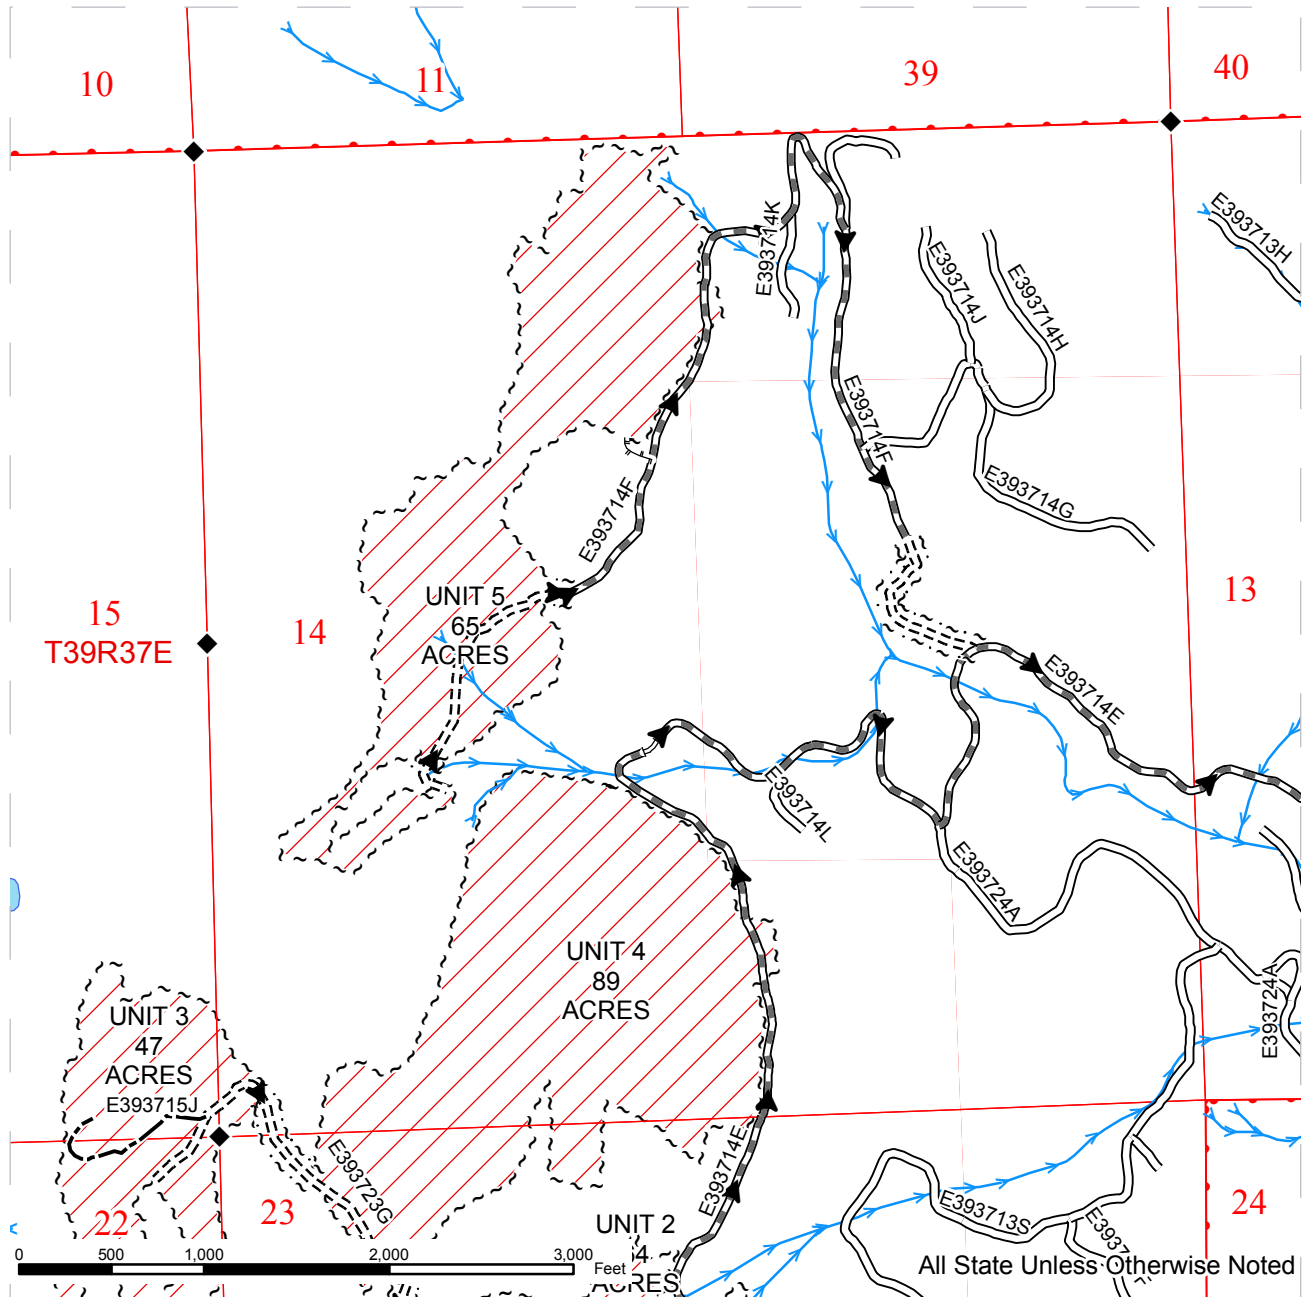 10
11
39
40
E393713H
E393714K
E393714J
E393714H
E393714F
E393714G
E393714F
15
T39R37E
14
13
UNIT 5
65
ACRES
E393714E
E393714L
E393724A
UNIT 4
89
ACRES
E393724A
UNIT 3
47
ACRES
E393715J
E393723G
E393714E
22
23
24
E393713S
UNIT 2
ACRES
0 500 1,000 2,000 3,000
Feet
All State Unless Otherwise Noted